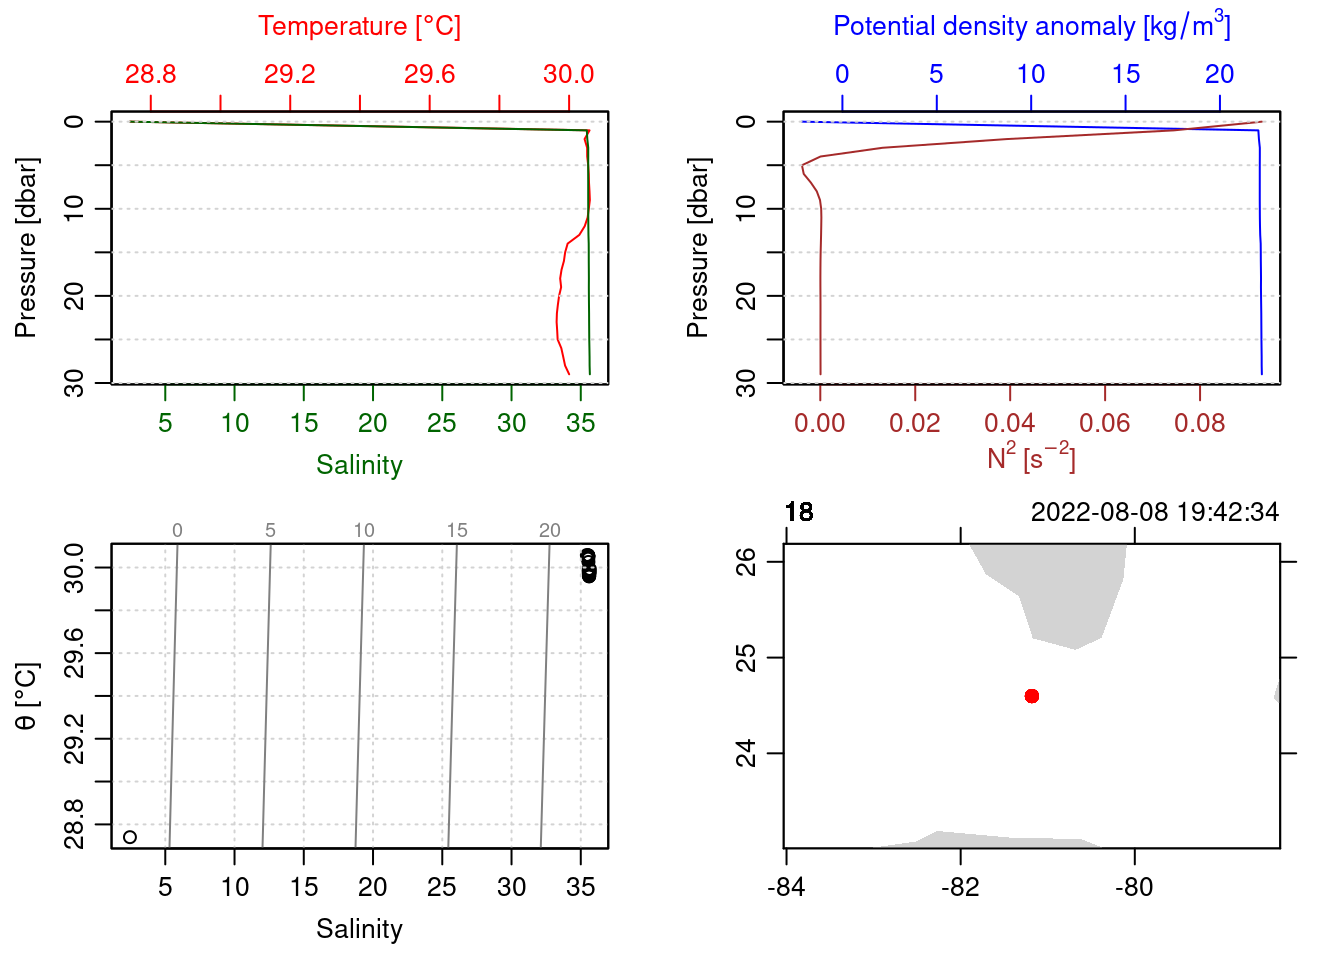 Temperature [°C]
28.8 29.2 29.6 30.0
Pressure [dbar]
0
10
20
30
5 10 15 20 25 30 35
Salinity
Potential density anomaly [kg/m³]
0 5 10 15 20
Pressure [dbar]
0
10
20
30
0.00 0.02 0.04 0.06 0.08
N² [s⁻²]
0 5 10 15 20
θ [°C]
30.0
29.6
29.2
28.8
5 10 15 20 25 30 35
Salinity
18 2022-08-08 19:42:34
26
25
24
-84 -82 -80